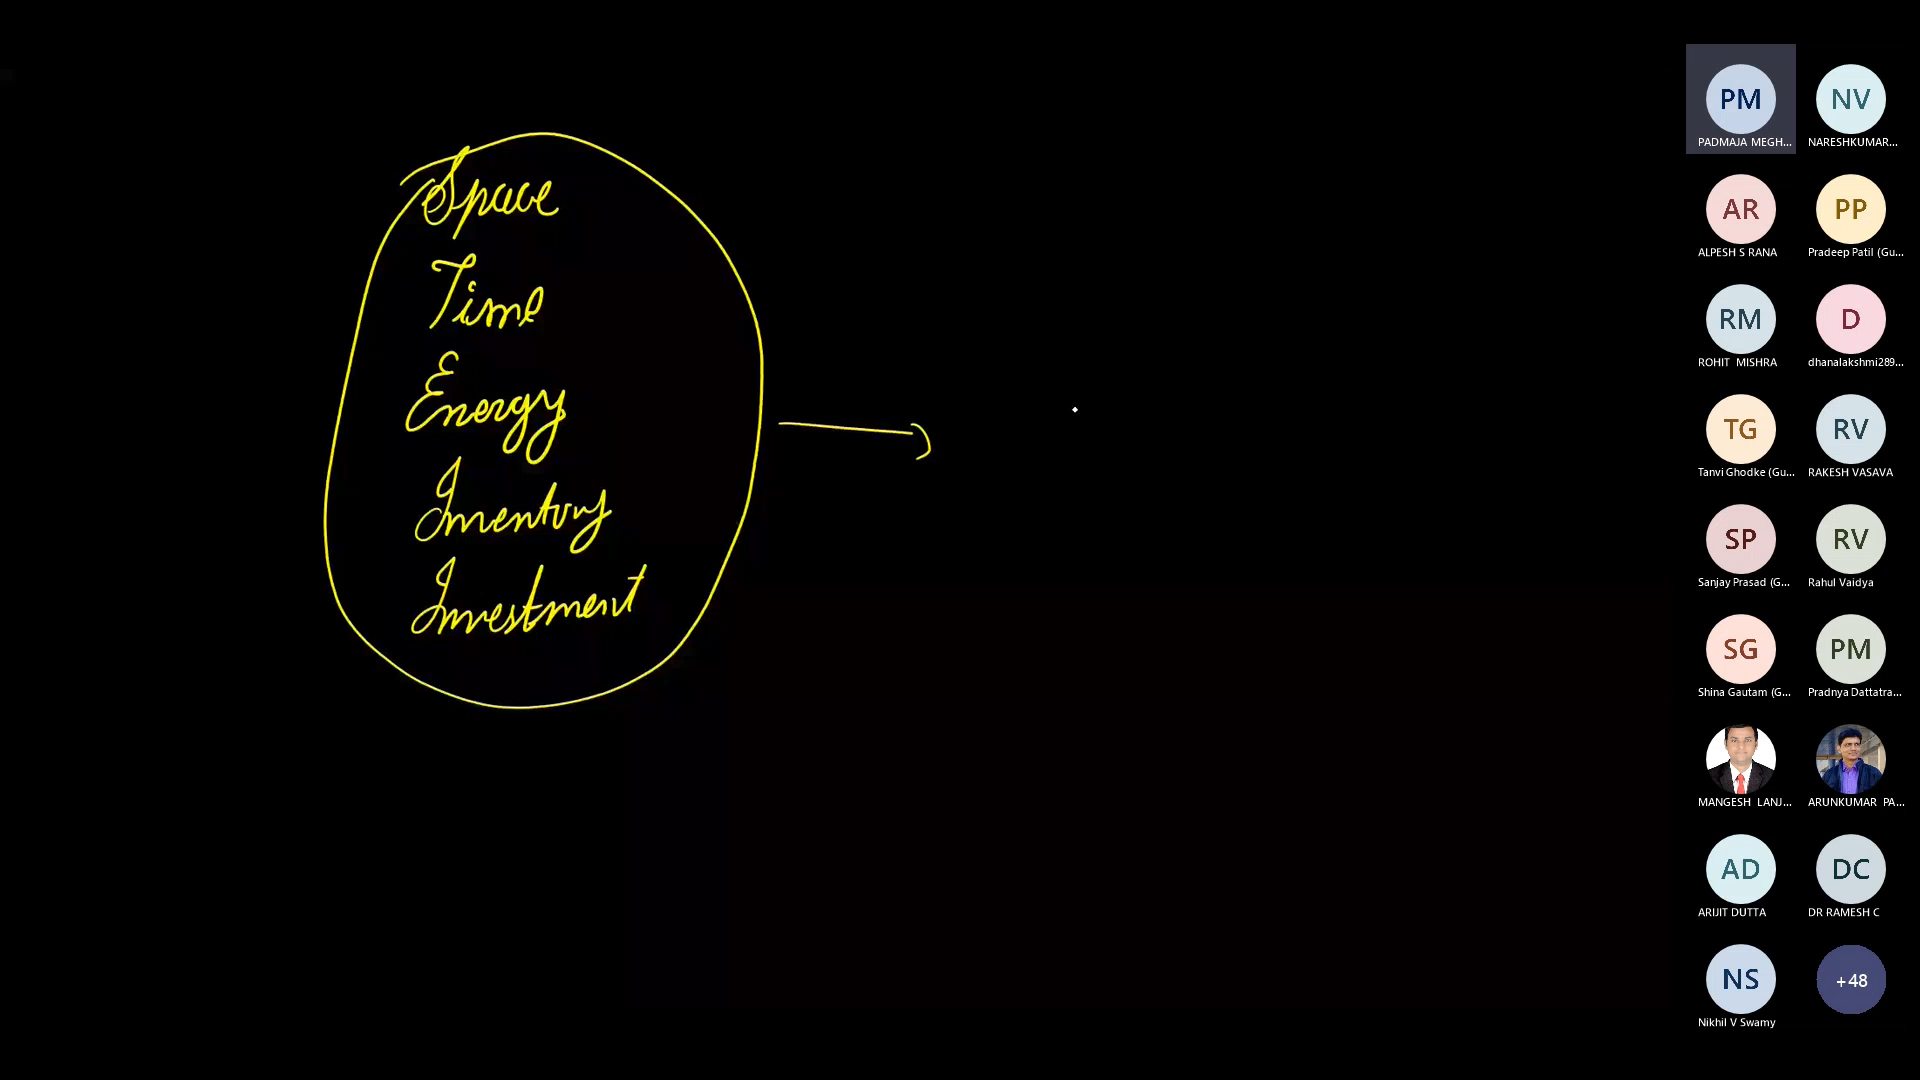 Space
Time
Energy
Inventory
Investment
PM
PADMAJA MEGH...
NV
NARESHKUMAR...
AR
ALPESH S RANA
PP
Pradeep Patil (Gu...
RM
ROHIT MISHRA
D
dhanalakshmi289...
TG
Tanvi Ghodke (Gu...
RV
RAKESH VASAVA
SP
Sanjay Prasad (G...
RV
Rahul Vaidya
SG
Shina Gautam (G...
PM
Pradnya Dattatra...
MANGESH LANJ...
ARUNKUMAR PA...
AD
ARIJIT DUTTA
DC
DR RAMESH C
NS
Nikhil V Swamy
+48